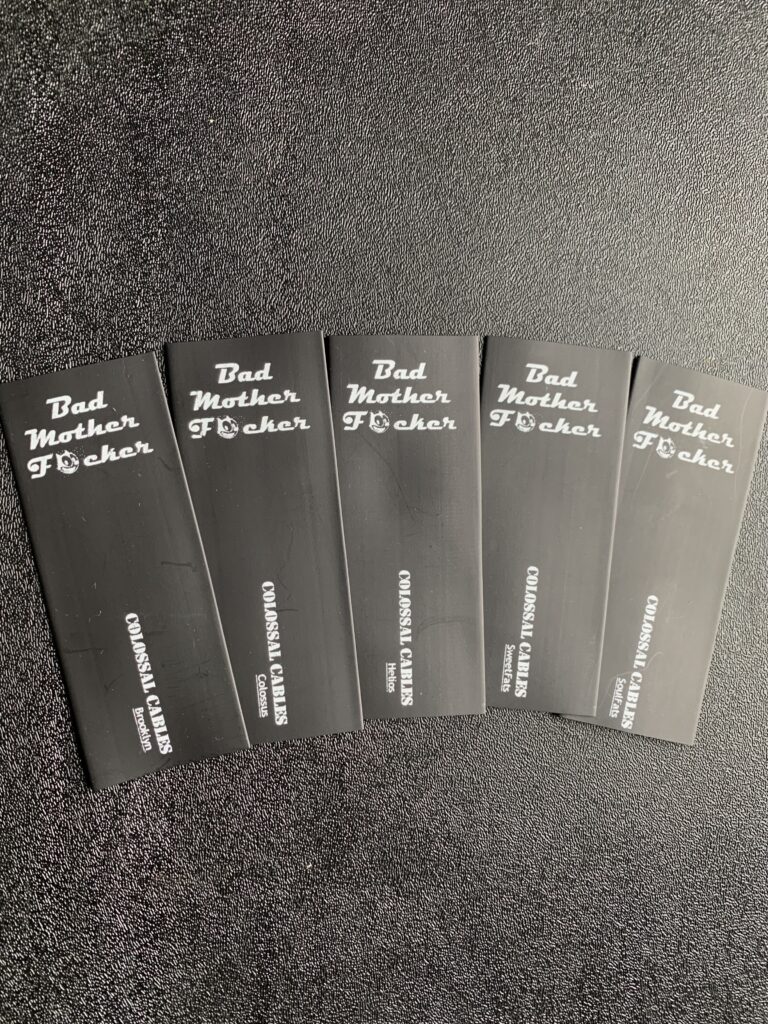 Bad
Mother
F cker
COLOSSAL CABLES
Brooklyn
Bad
Mother
F cker
COLOSSAL CABLES
Colossus
Bad
Mother
F cker
COLOSSAL CABLES
Helios
Bad
Mother
F cker
COLOSSAL CABLES
SweetFats
Bad
Mother
F cker
COLOSSAL CABLES
SoulFats